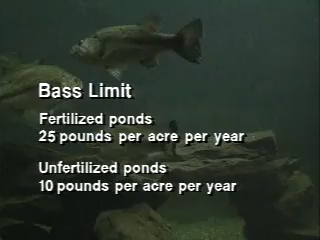 Bass Limit
Fertilized ponds
25 pounds per acre per year
Unfertilized ponds
10 pounds per acre per year